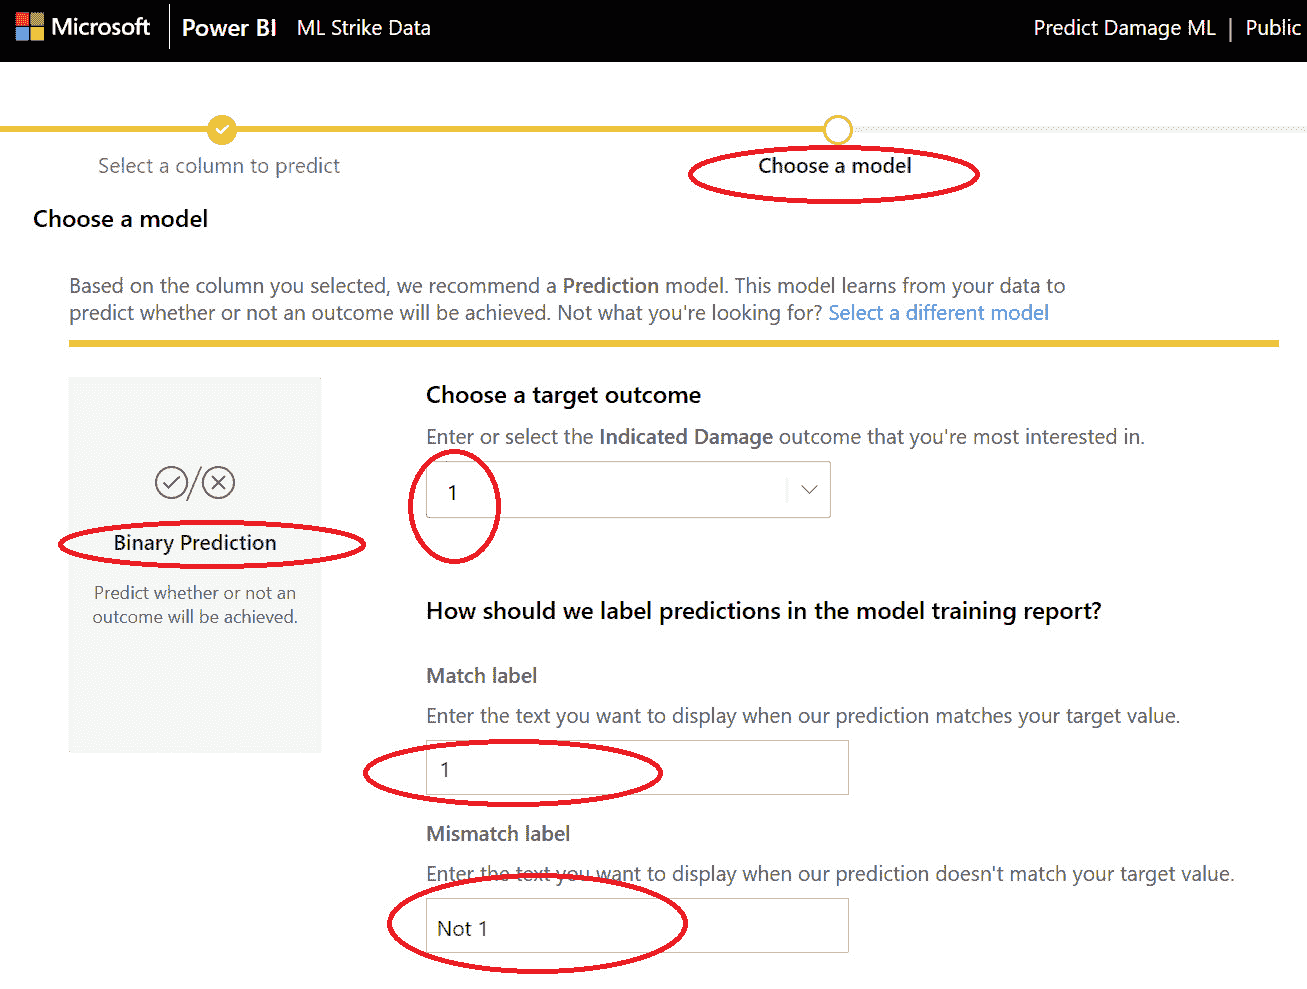 Microsoft Power BI ML Strike Data Predict Damage ML | Public
Select a column to predict Choose a model
Choose a model
Based on the column you selected, we recommend a Prediction model. This model learns from your data to
predict whether or not an outcome will be achieved. Not what you're looking for? Select a different model
Choose a target outcome
Enter or select the Indicated Damage outcome that you're most interested in.
1
Binary Prediction
Predict whether or not an
outcome will be achieved.
How should we label predictions in the model training report?
Match label
Enter the text you want to display when our prediction matches your target value.
1
Mismatch label
Enter the text you want to display when our prediction doesn't match your target value.
Not 1